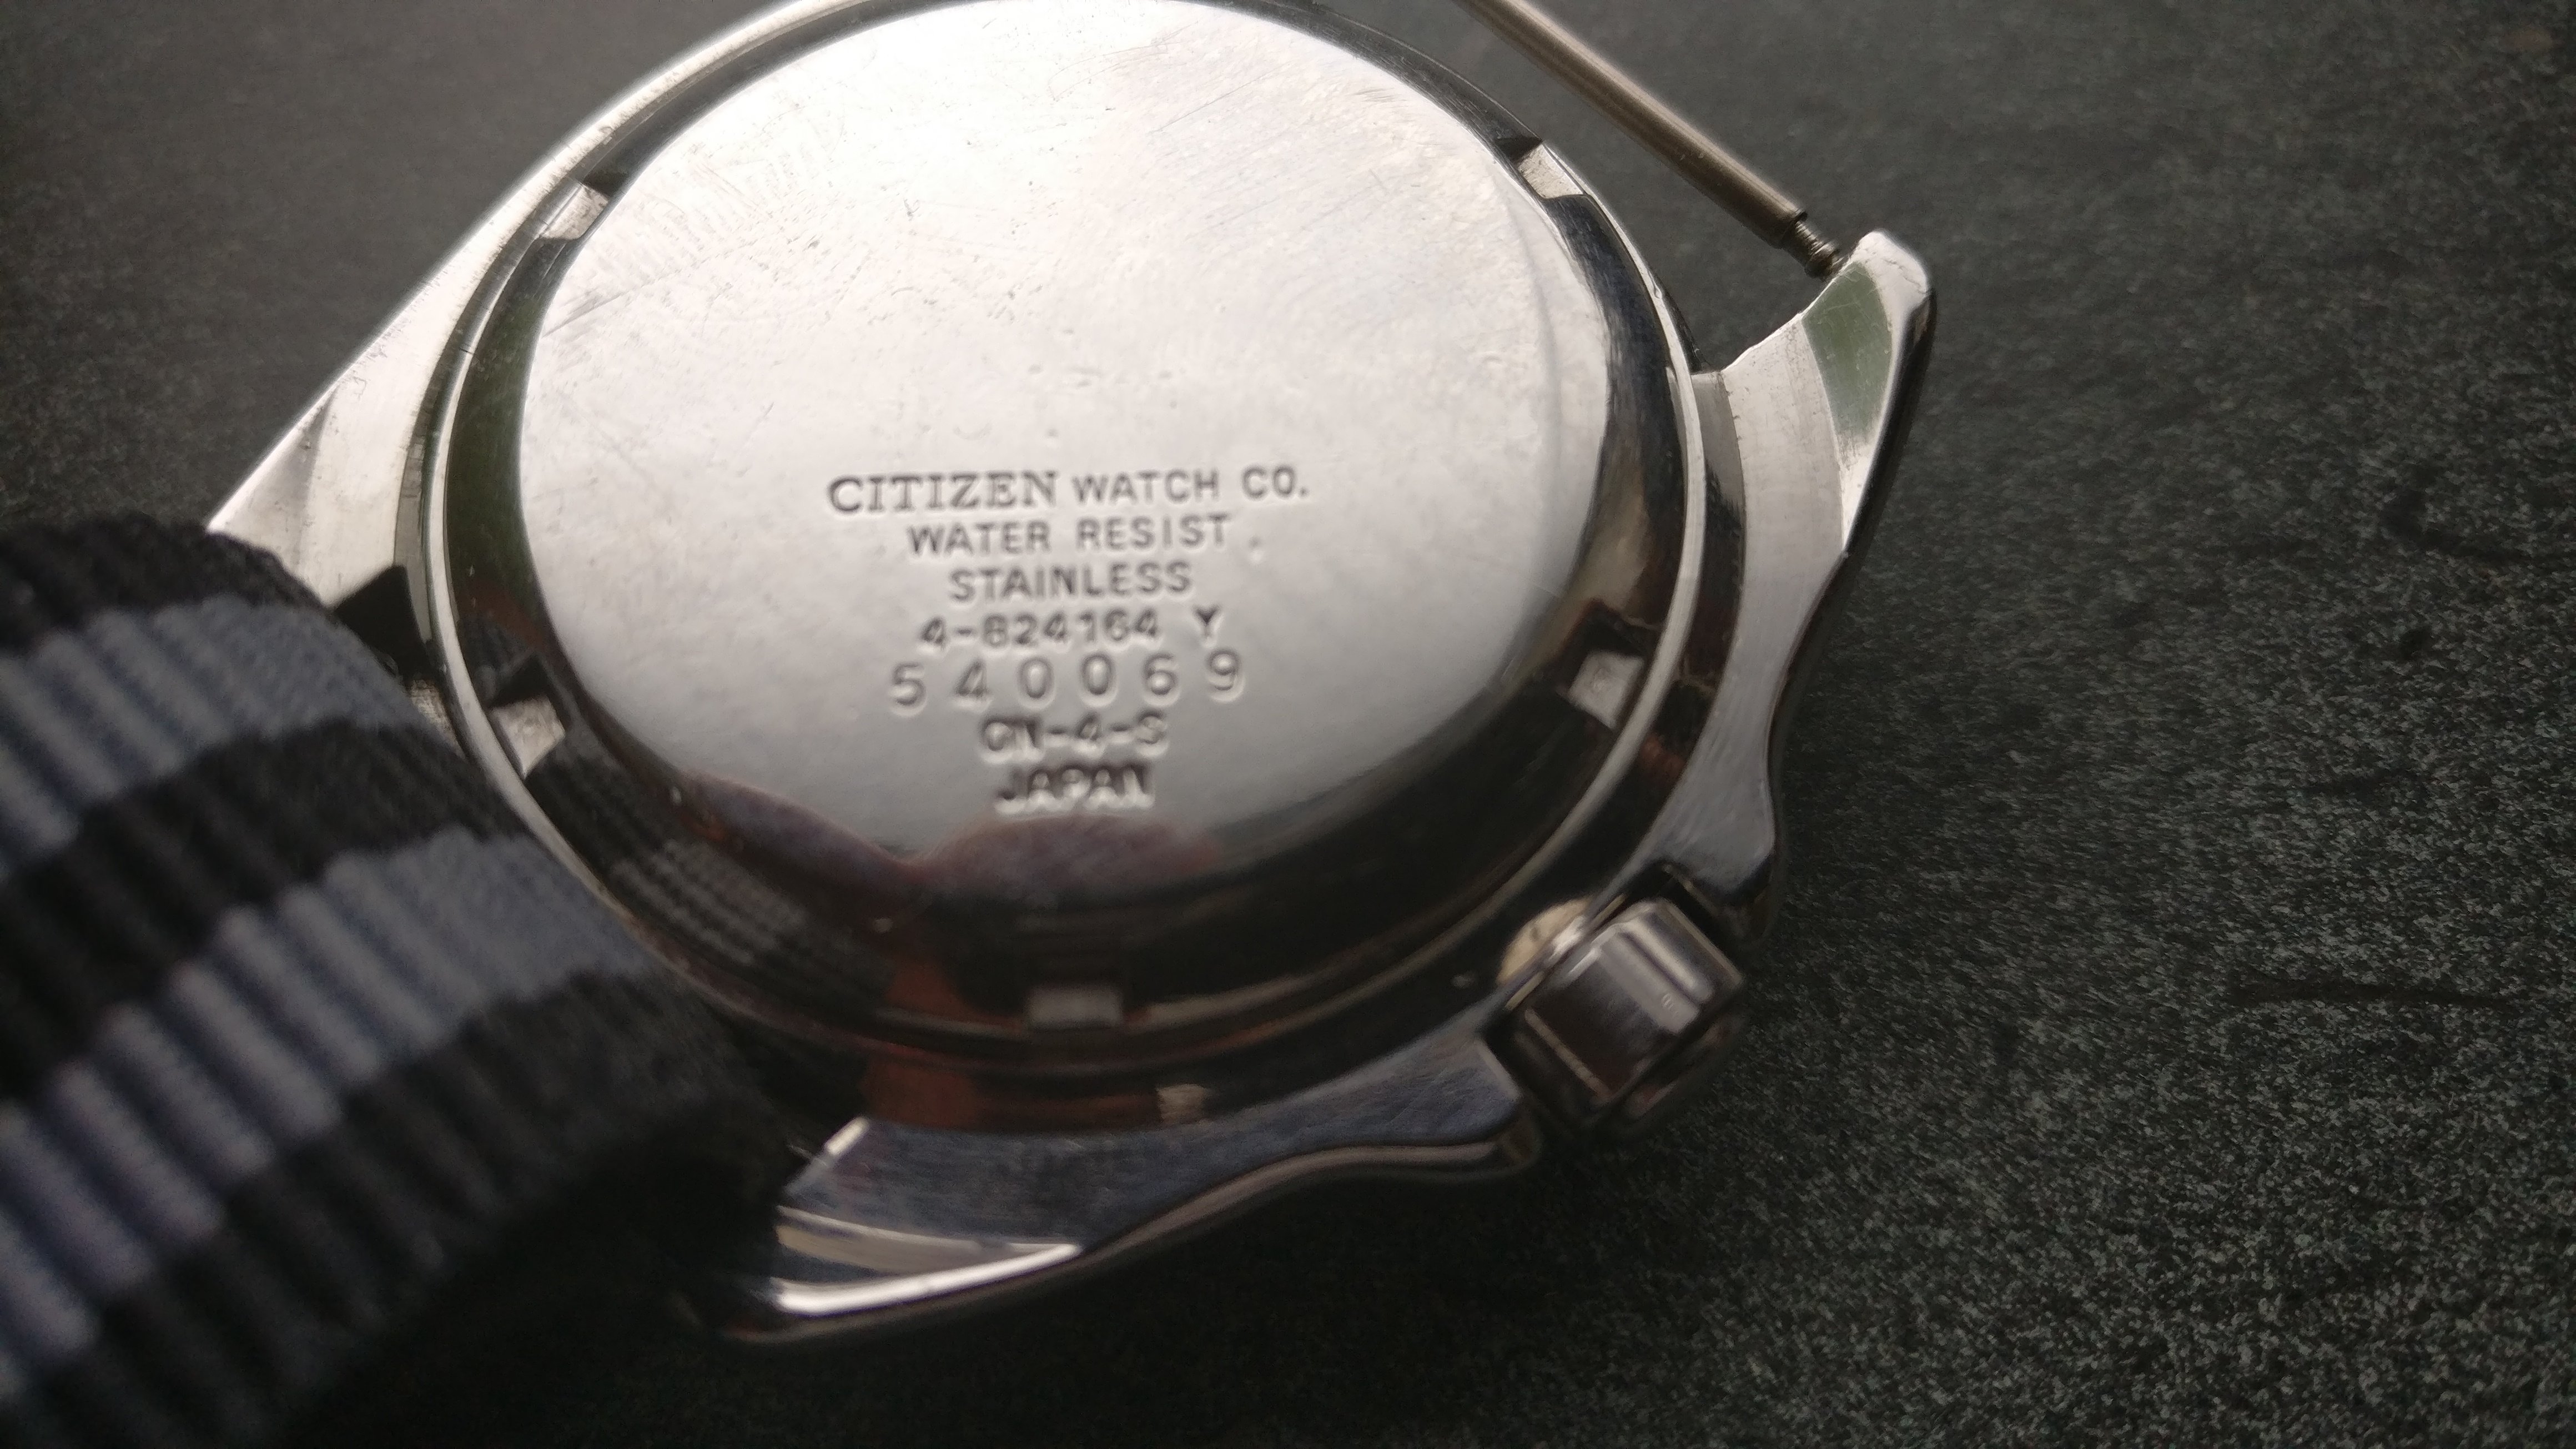 CITIZEN WATCH CO.
WATER RESIST
STAINLESS
4-824164 Y
540069
GN-4-S
JAPAN